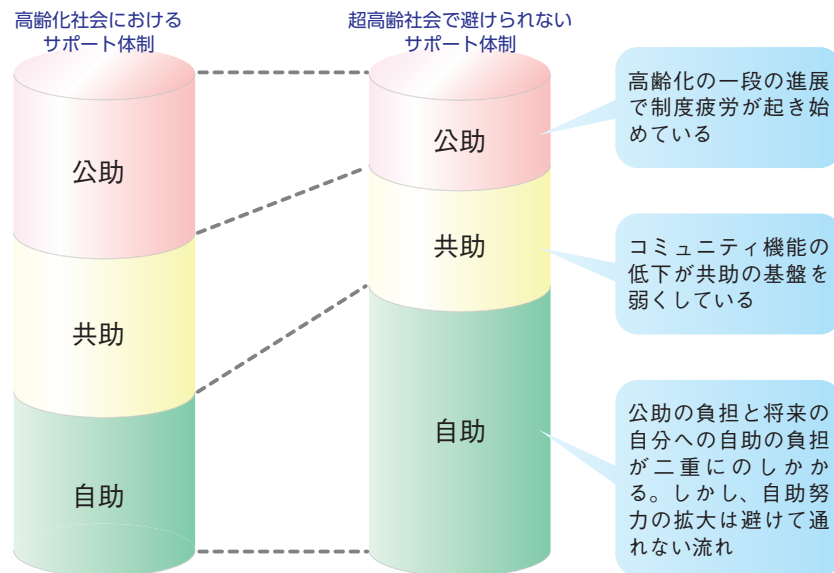 高齢化社会における
サポート体制
公助
共助
自助
超高齢社会で避けられない
サポート体制
公助
共助
自助
高齢化の一段の進展
で制度疲労が起き始
めている
コミュニティ機能の
低下が共助の基盤を
弱くしている
公助の負担と将来の
自分への自助の負担
が二重にのしかか
る。しかし、自助努
力の拡大は避けて通
れない流れ